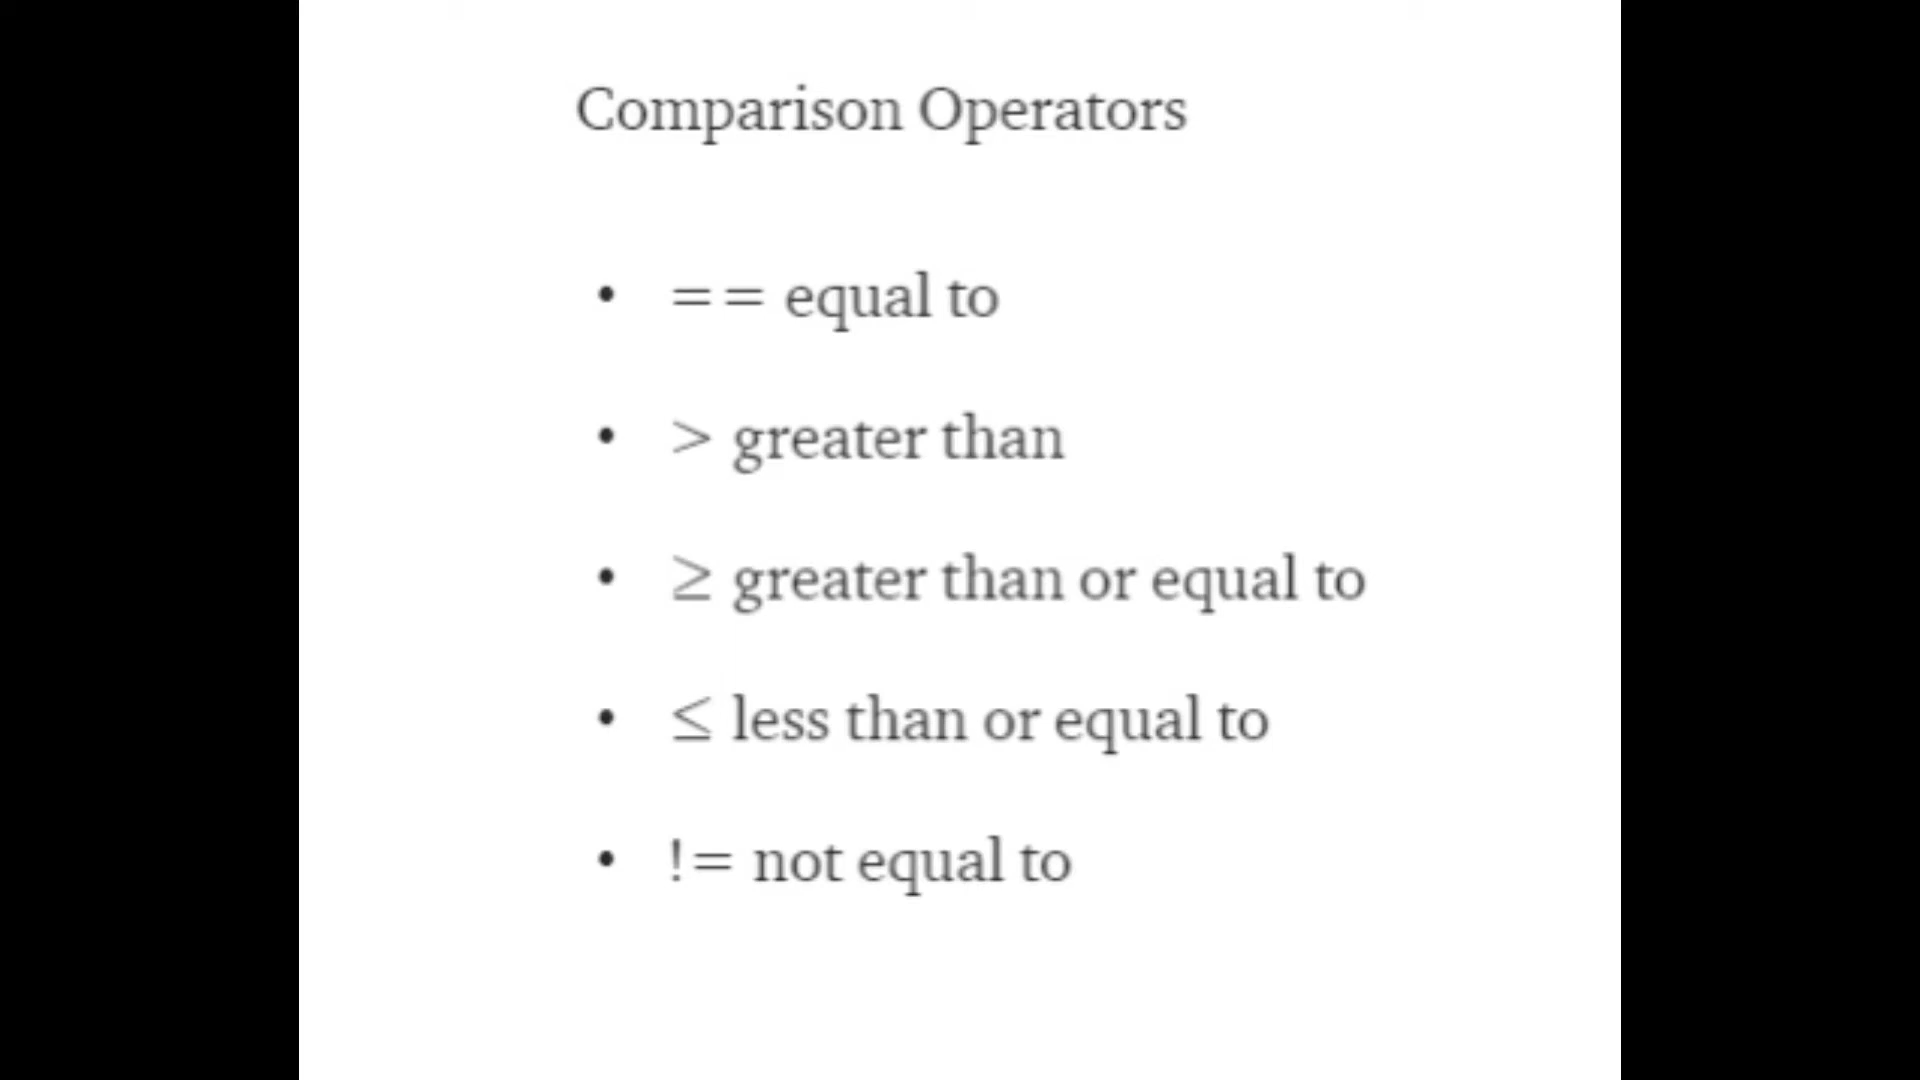 Comparison Operators
• == equal to
• > greater than
• ≥ greater than or equal to
• ≤ less than or equal to
• != not equal to